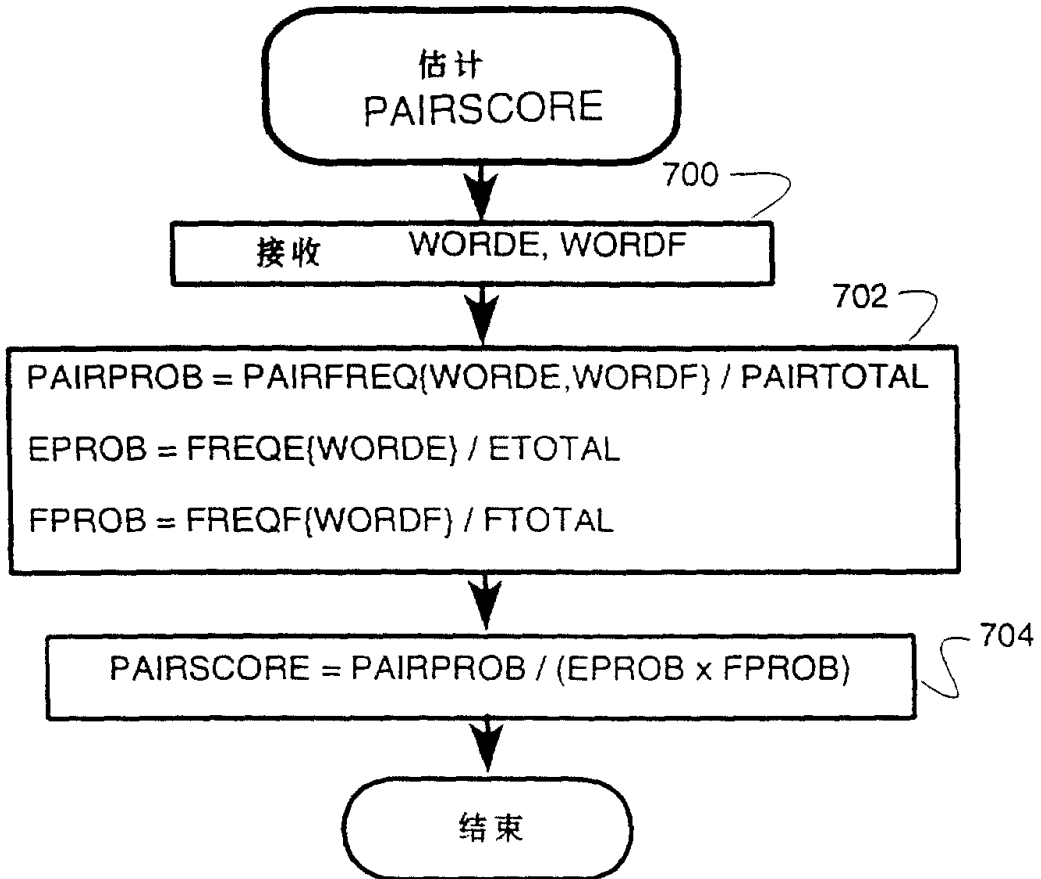 估计
PAIRSCORE
700
接收 WORDE, WORDF
702
PAIRPROB = PAIRFREQ{WORDE,WORDF} / PAIRTOTAL
EPROB = FREQE{WORDE} / ETOTAL
FPROB = FREQF{WORDF} / FTOTAL
704
PAIRSCORE = PAIRPROB / (EPROB x FPROB)
结束